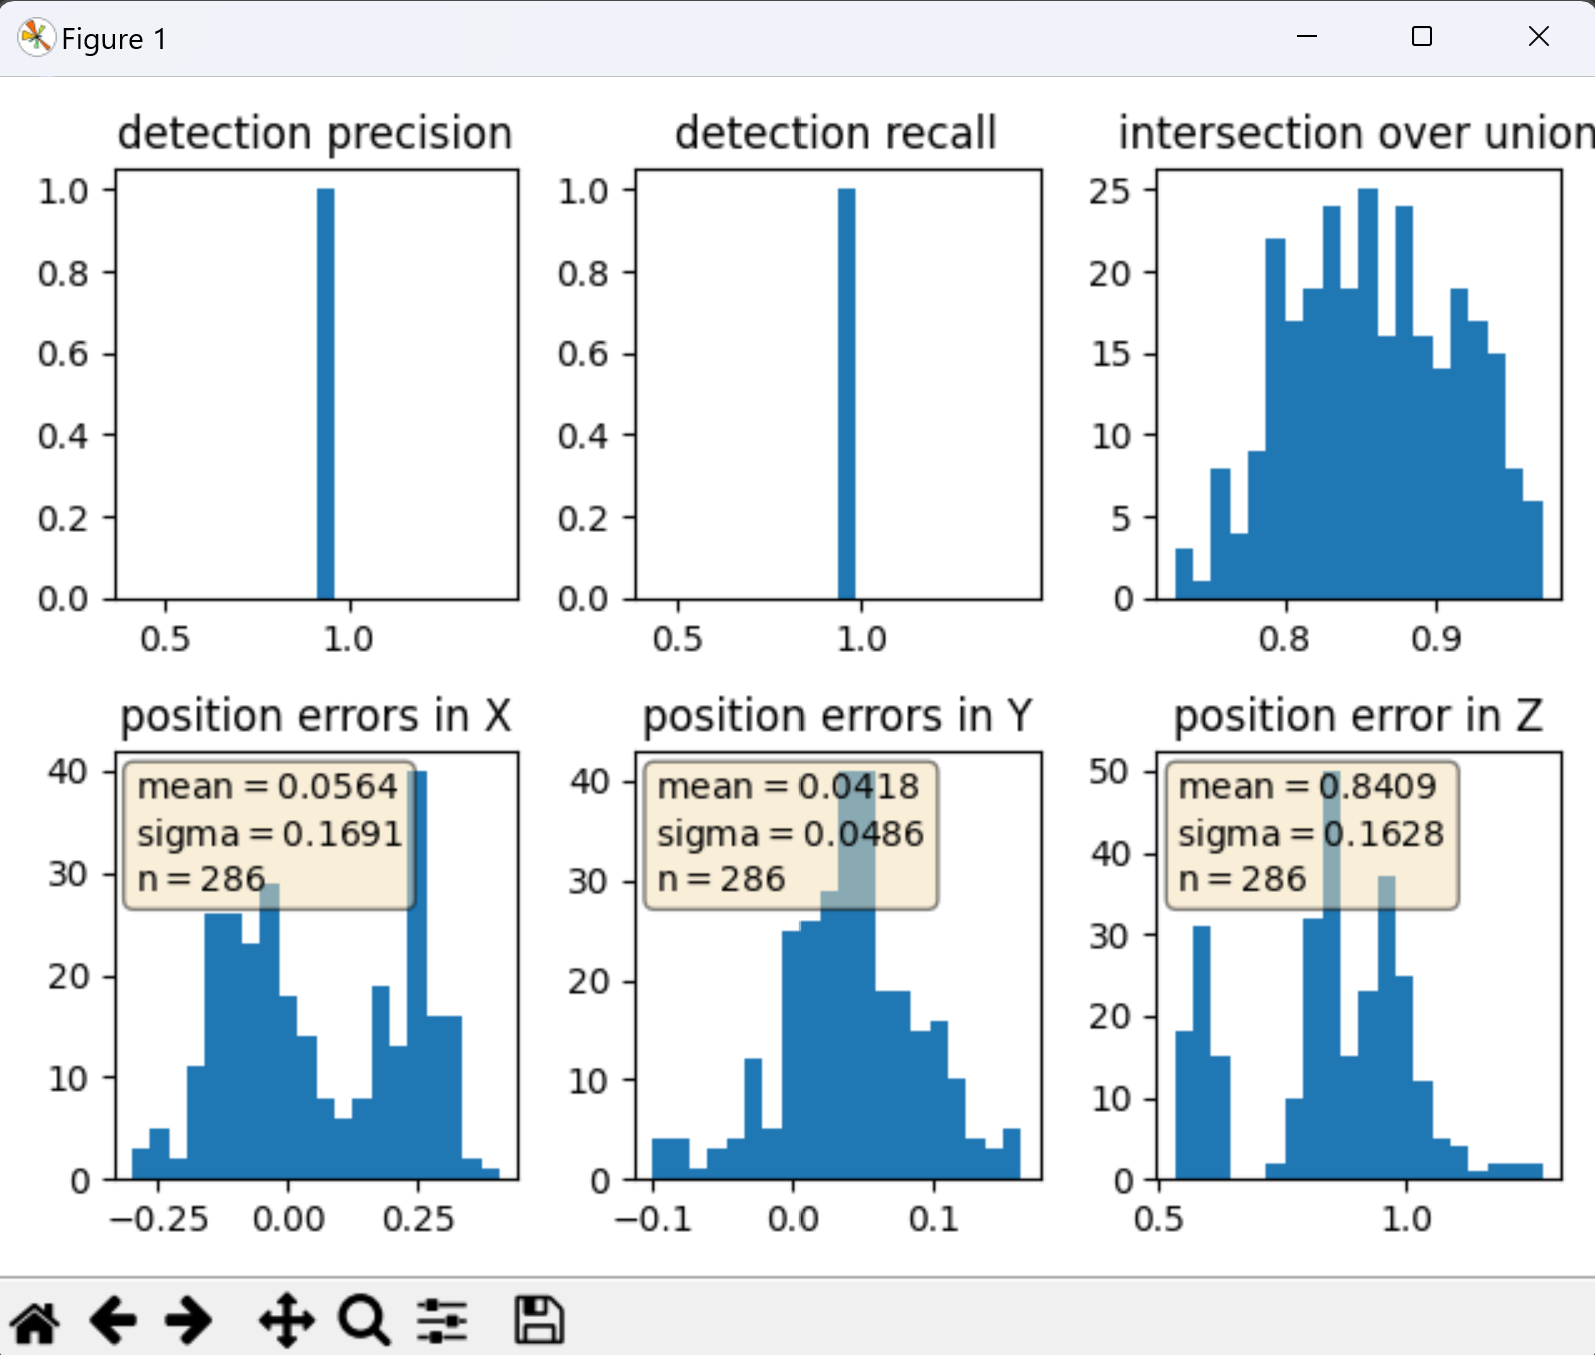 Figure 1
detection precision
1.0
0.8
0.6
0.4
0.2
0.0
0.5 1.0
detection recall
1.0
0.8
0.6
0.4
0.2
0.0
0.5 1.0
intersection over union
25
20
15
10
5
0
0.8 0.9
position errors in X
40
30
20
10
0
mean = 0.0564
sigma = 0.1691
n = 286
−0.25 0.00 0.25
position errors in Y
40
30
20
10
0
mean = 0.0418
sigma = 0.0486
n = 286
−0.1 0.0 0.1
position error in Z
50
40
30
20
10
0
mean = 0.8409
sigma = 0.1628
n = 286
0.5 1.0